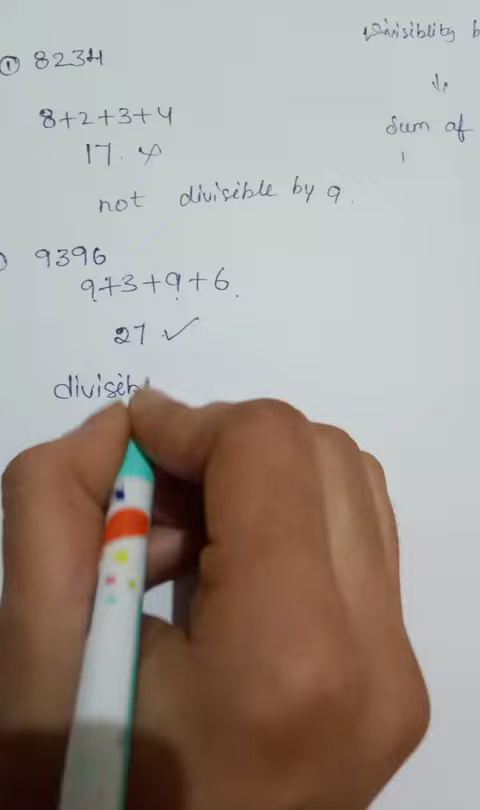 ① 8234
8+2+3+4
17. ×
not divisible by 9.
9396
9+3+9+6.
27 ✓
divisib
Divisiblity b
↓
Sum of